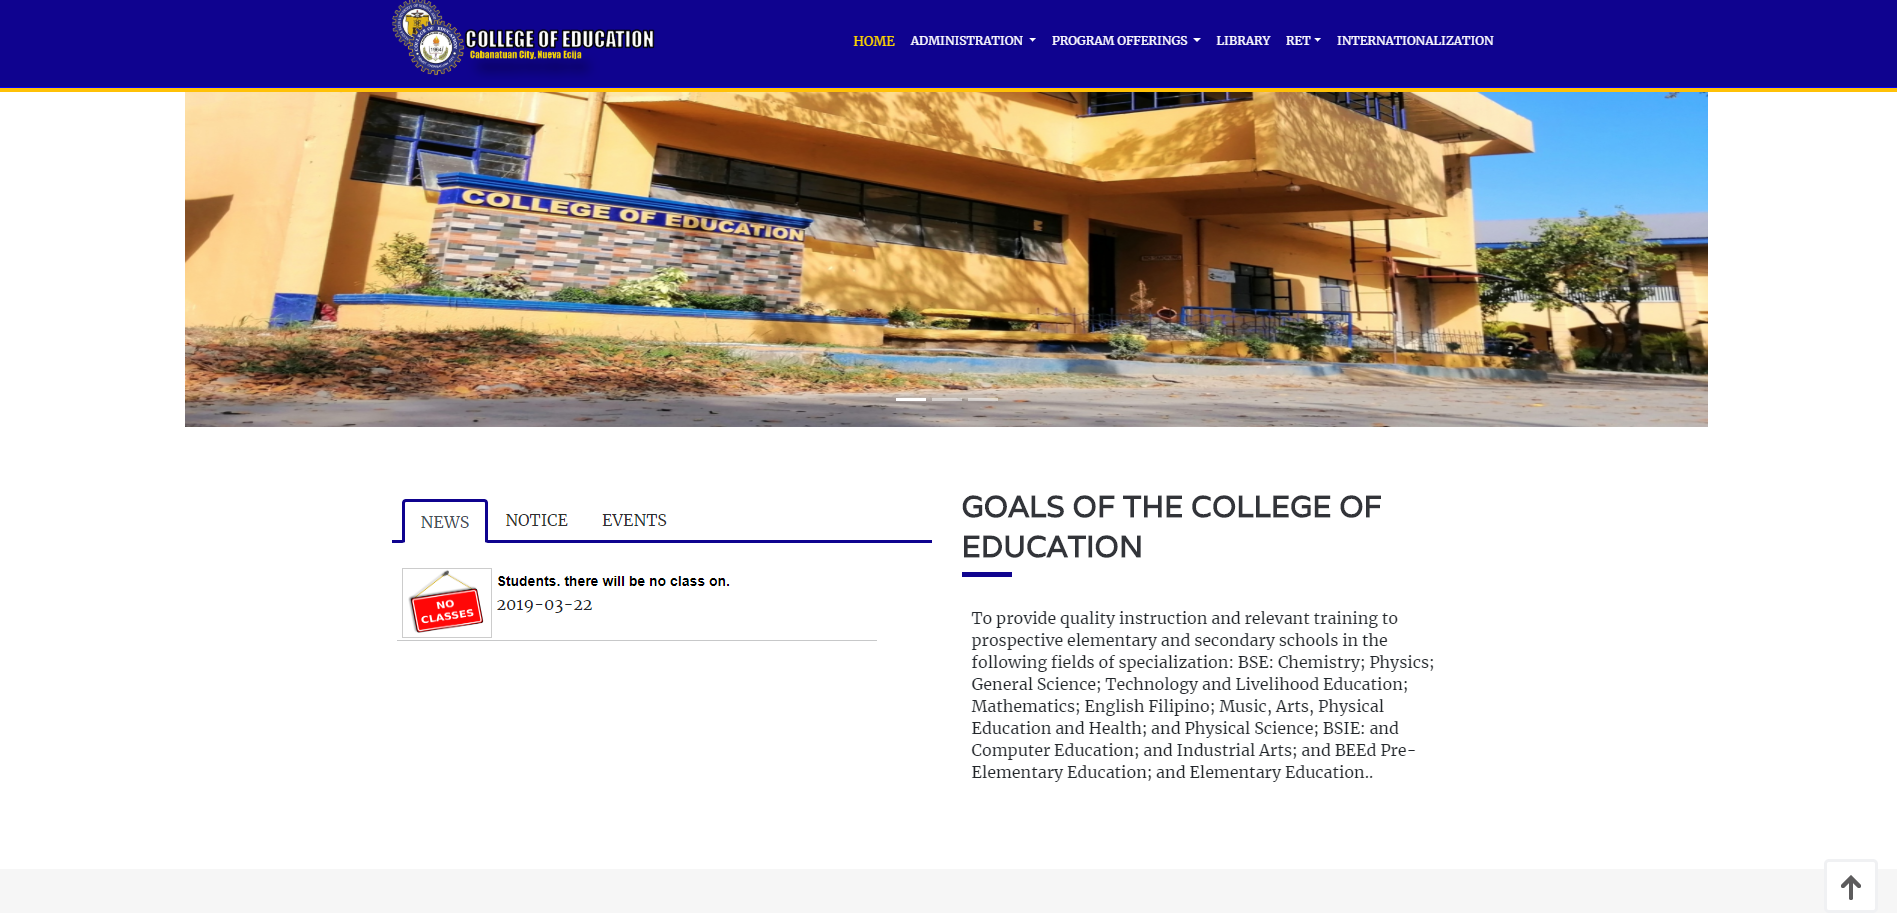 COLLEGE OF EDUCATION
Cabanatuan City, Nueva Ecija
HOME ADMINISTRATION PROGRAM OFFERINGS LIBRARY RET INTERNATIONALIZATION
COLLEGE OF EDUCATION
NEWS NOTICE EVENTS
NO
CLASSES
Students. there will be no class on.
2019-03-22
GOALS OF THE COLLEGE OF
EDUCATION
To provide quality instruction and relevant training to
prospective elementary and secondary schools in the
following fields of specialization: BSE: Chemistry; Physics;
General Science; Technology and Livelihood Education;
Mathematics; English Filipino; Music, Arts, Physical
Education and Health; and Physical Science; BSIE: and
Computer Education; and Industrial Arts; and BEEd Pre-
Elementary Education; and Elementary Education..